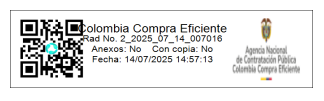 Colombia Compra Eficiente
Rad No. 2_2025_07_14_007016
Anexos: No Con copia: No
Fecha: 14/07/2025 14:57:13
Agencia Nacional
de Contratación Pública
Colombia Compra Eficiente